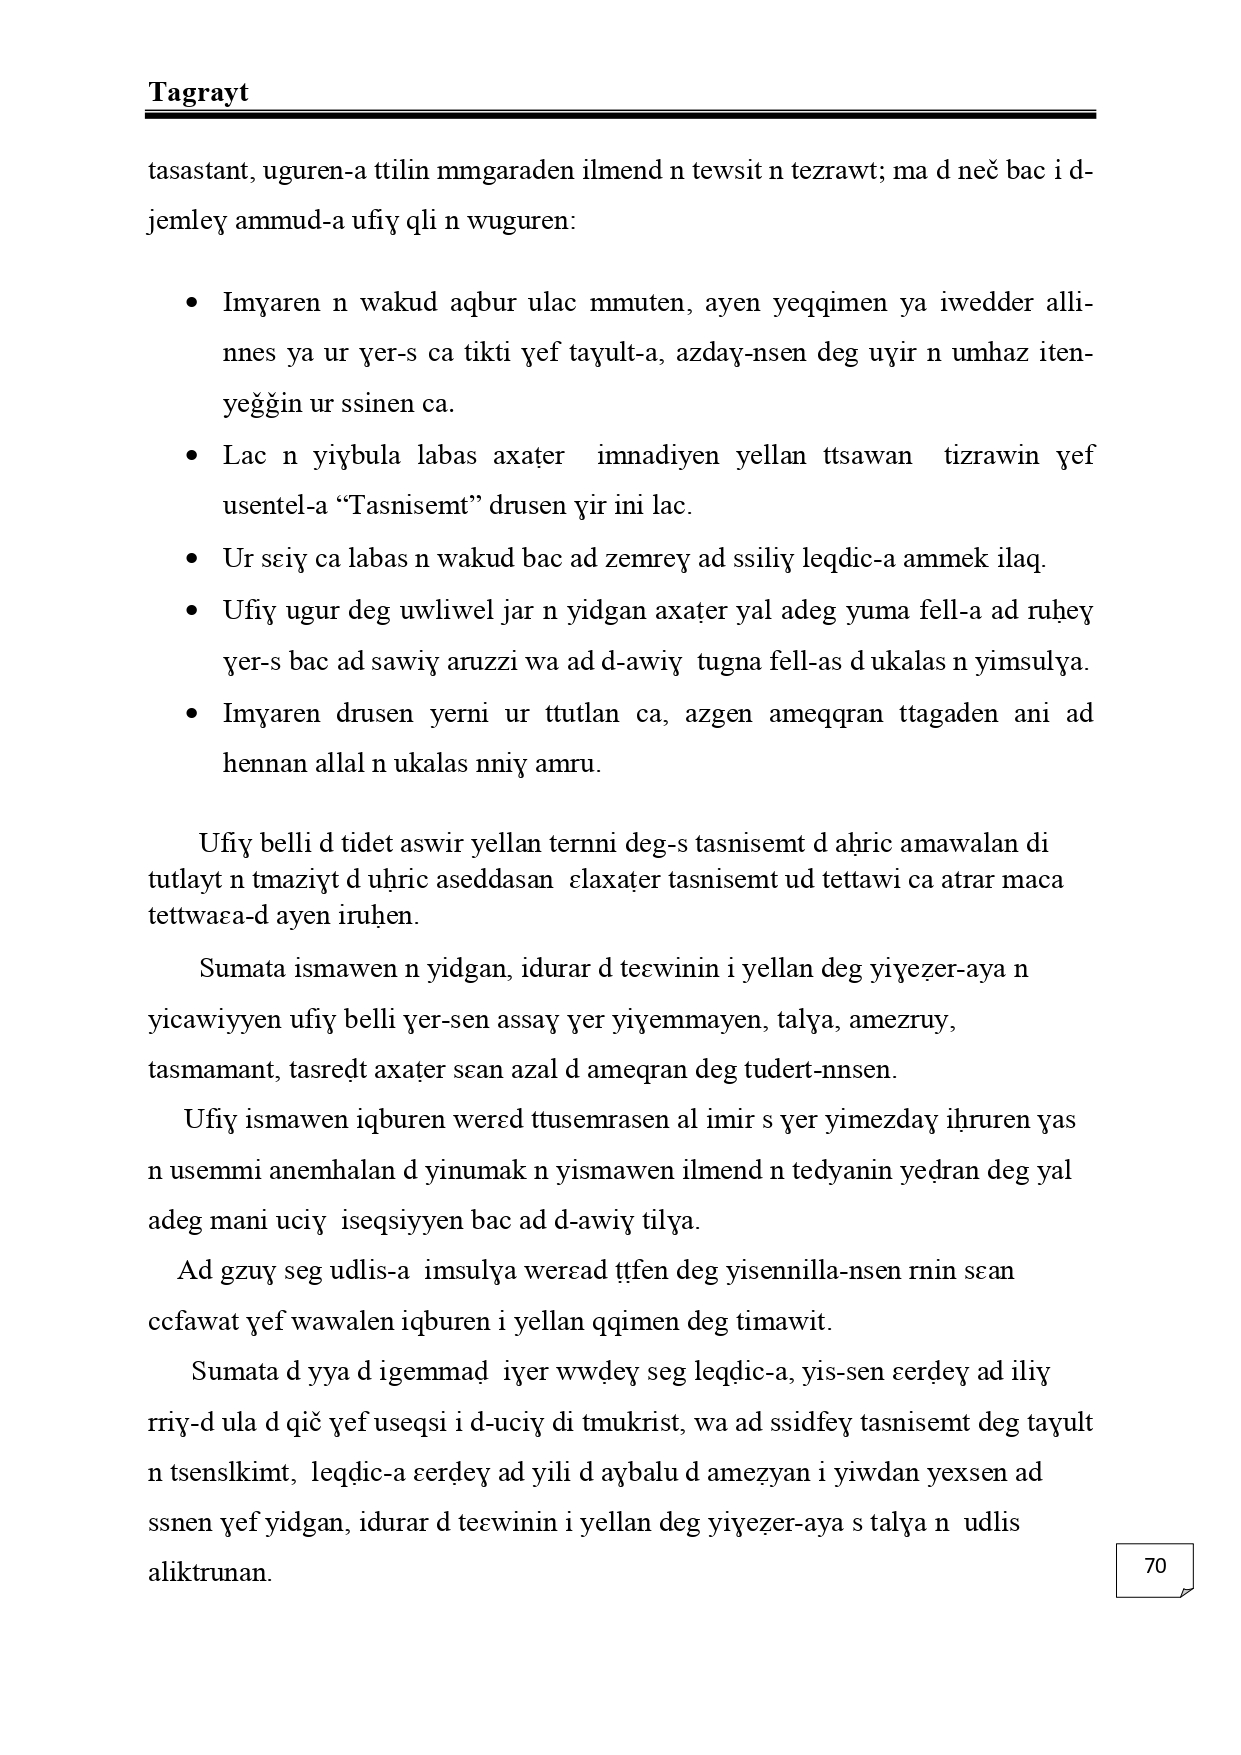 Tagrayt
tasastant, uguren-a ttilin mmgaraden ilmend n tewsit n tezrawt; ma d neč bac i d-
jemleɣ ammud-a ufiɣ qli n wuguren:
• Imɣaren n wakud aqbur ulac mmuten, ayen yeqqimen ya iwedder alli-
nnes ya ur ɣer-s ca tikti ɣef taɣult-a, azdaɣ-nsen deg uɣir n umhaz iten-
yeǧǧin ur ssinen ca.
• Lac n yiɣbula labas axaṭer imnadiyen yellan ttsawan tizrawin ɣef
usentel-a “Tasnisemt” drusen ɣir ini lac.
• Ur sɛiɣ ca labas n wakud bac ad zemreɣ ad ssiliɣ leqdic-a ammek ilaq.
• Ufiɣ ugur deg uwliwel jar n yidgan axaṭer yal adeg yuma fell-a ad ruḥeɣ
ɣer-s bac ad sawiɣ aruzzi wa ad d-awiɣ tugna fell-as d ukalas n yimsulɣa.
• Imɣaren drusen yerni ur ttutlan ca, azgen ameqqran ttagaden ani ad
hennan allal n ukalas nniɣ amru.
Ufiɣ belli d tidet aswir yellan ternni deg-s tasnisemt d aḥric amawalan di
tutlayt n tmaziɣt d uḥric aseddasan ɛlaxaṭer tasnisemt ud tettawi ca atrar maca
tettwaɛa-d ayen iruḥen.
Sumata ismawen n yidgan, idurar d teɛwinin i yellan deg yiɣeẓer-aya n
yicawiyyen ufiɣ belli ɣer-sen assaɣ ɣer yiɣemmayen, talɣa, amezruy,
tasmamant, tasreḍt axaṭer sɛan azal d ameqran deg tudert-nnsen.
Ufiɣ ismawen iqburen werɛd ttusemrasen al imir s ɣer yimezdaɣ iḥruren ɣas
n usemmi anemhalan d yinumak n yismawen ilmend n tedyanin yeḍran deg yal
adeg mani uciɣ iseqsiyyen bac ad d-awiɣ tilɣa.
Ad gzuɣ seg udlis-a imsulɣa werɛad ṭṭfen deg yisennilla-nsen rnin sɛan
ccfawat ɣef wawalen iqburen i yellan qqimen deg timawit.
Sumata d yya d igemmaḍ iɣer wwḍeɣ seg leqḍic-a, yis-sen ɛerḍeɣ ad iliɣ
rriɣ-d ula d qič ɣef useqsi i d-uciɣ di tmukrist, wa ad ssidfeɣ tasnisemt deg taɣult
n tsenslkimt, leqḍic-a ɛerḍeɣ ad yili d aɣbalu d ameẓyan i yiwdan yexsen ad
ssnen ɣef yidgan, idurar d teɛwinin i yellan deg yiɣeẓer-aya s talɣa n udlis
aliktrunan.
70